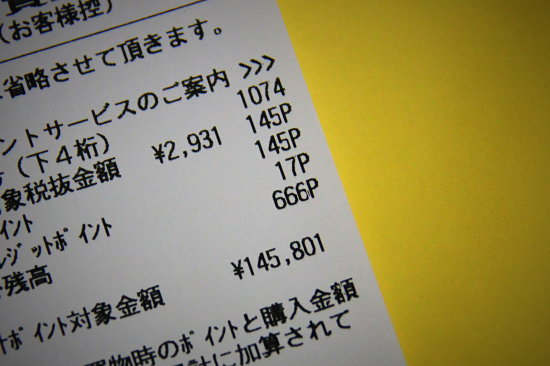 (お客様控)
省略させて頂きます。
ントサービスのご案内 >>>
(下4桁) 1074
象税抜金額 ¥2,931 145P
イント 145P
レジットポイント 17P
残高 666P
ポイント対象金額 ¥145,801
買物時のポイントと購入金額
計に加算されて